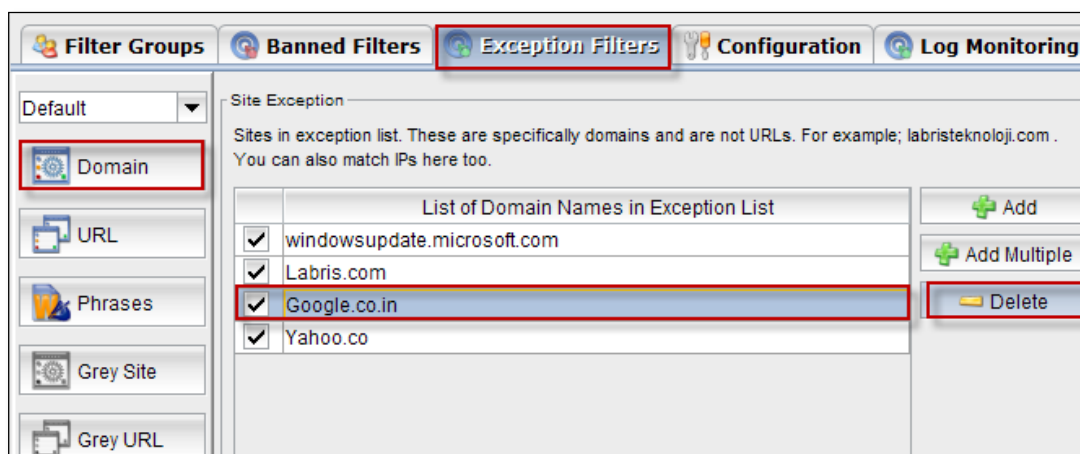 Filter Groups
Banned Filters
Exception Filters
Configuration
Log Monitoring
Default
Domain
URL
Phrases
Grey Site
Grey URL
Site Exception
Sites in exception list. These are specifically domains and are not URLs. For example; labristeknoloji.com .
You can also match IPs here too.
List of Domain Names in Exception List
windowsupdate.microsoft.com
Labris.com
Google.co.in
Yahoo.co
Add
Add Multiple
Delete